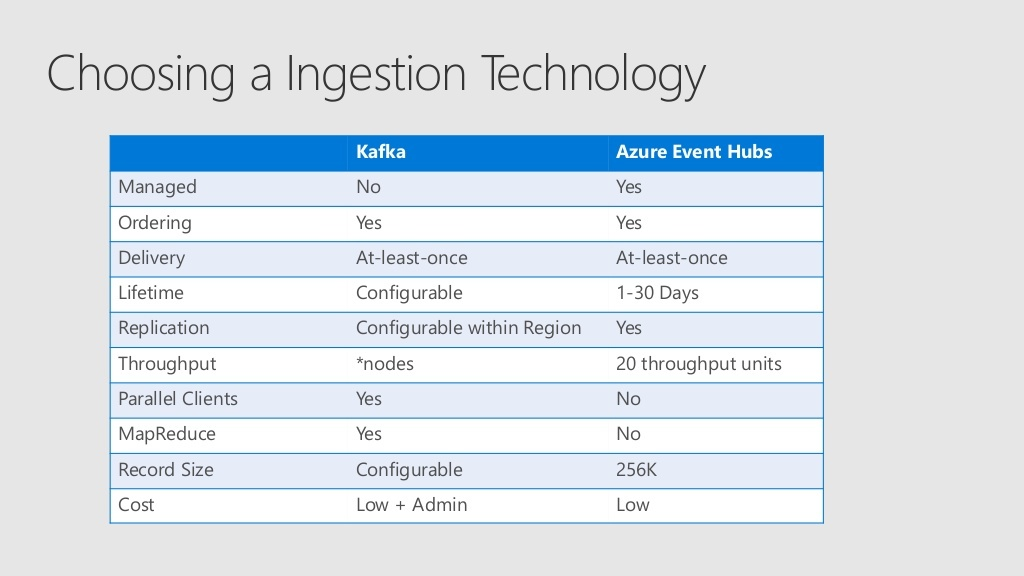 Choosing a Ingestion Technology
Kafka Azure Event Hubs
Managed No Yes
Ordering Yes Yes
Delivery At-least-once At-least-once
Lifetime Configurable 1-30 Days
Replication Configurable within Region Yes
Throughput *nodes 20 throughput units
Parallel Clients Yes No
MapReduce Yes No
Record Size Configurable 256K
Cost Low + Admin Low